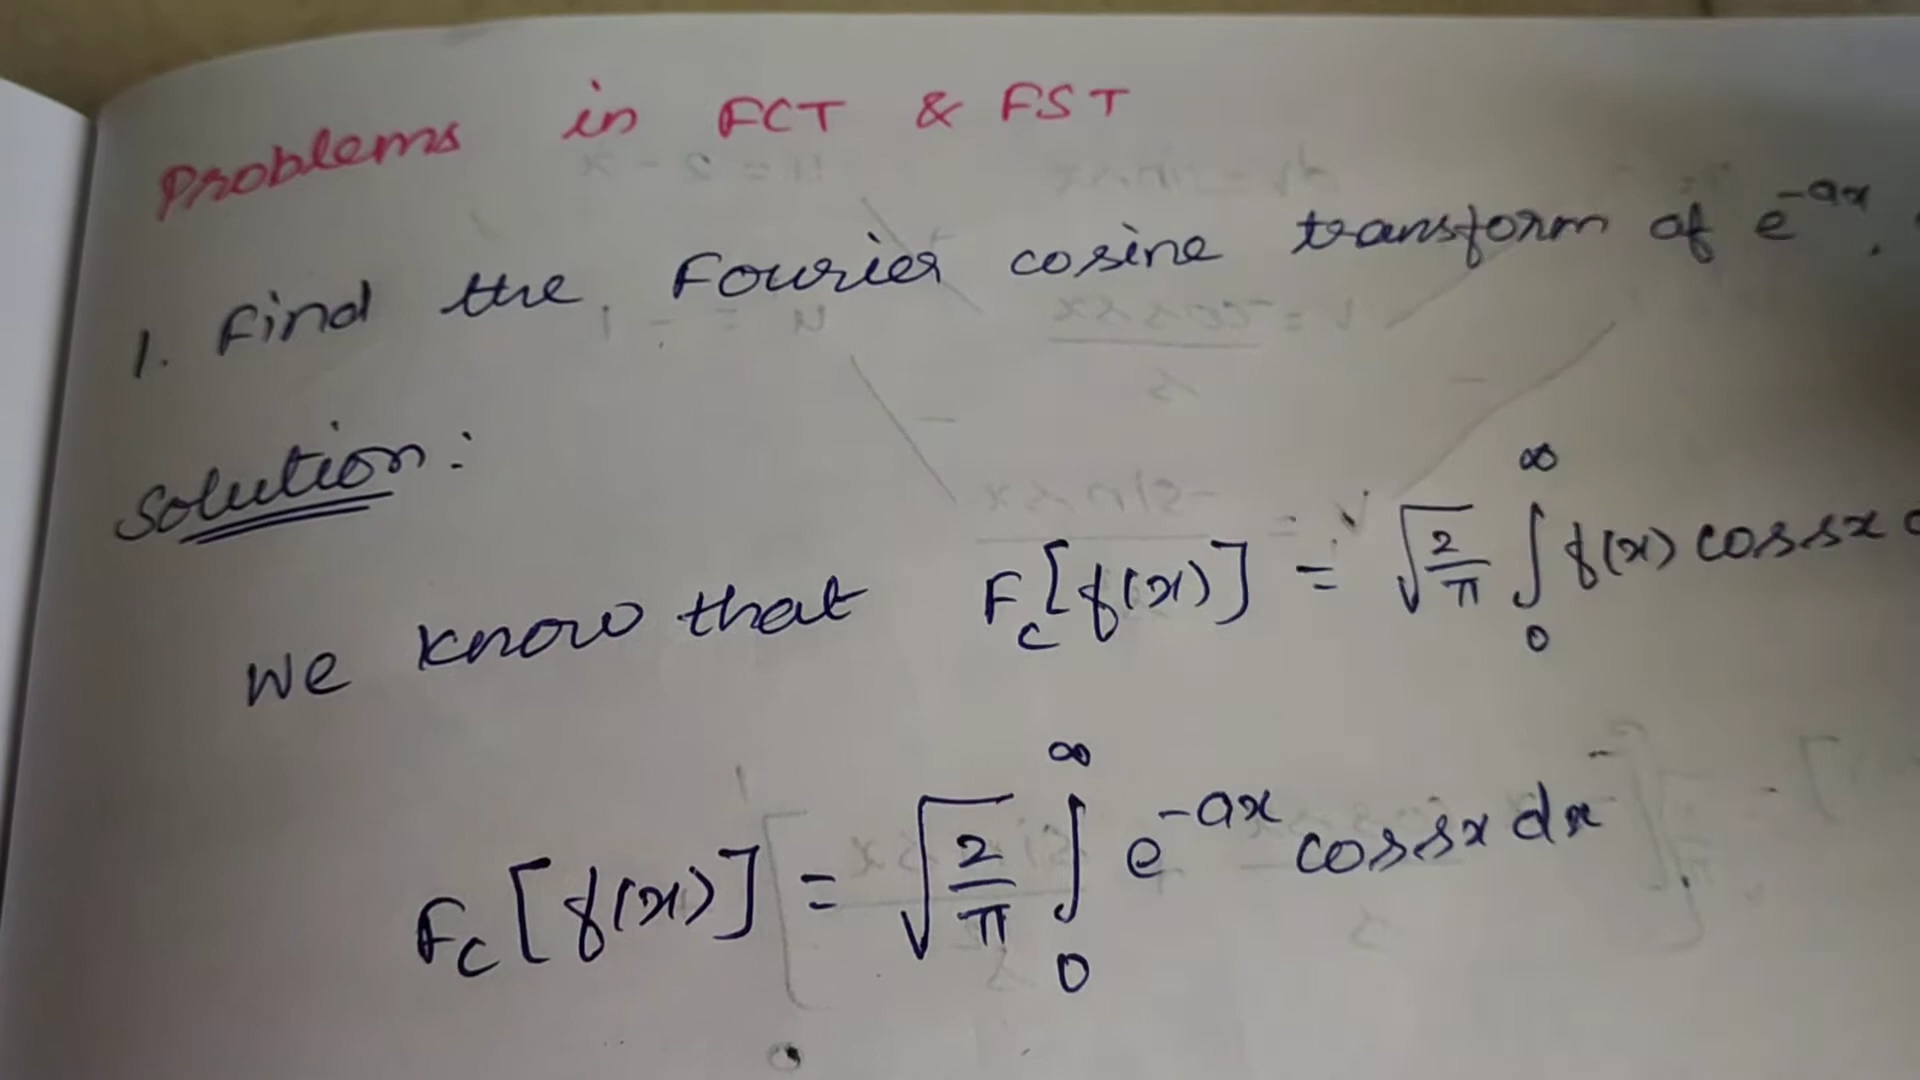 Problems in FCT & FST
1. Find the Fourier cosine transform of e^{-ax}.
Solution:
We know that F_c[f(x)] = √(2/π) ∫_0^∞ f(x) cos sx
F_c[f(x)] = √(2/π) ∫_0^∞ e^{-ax} cos sx dx